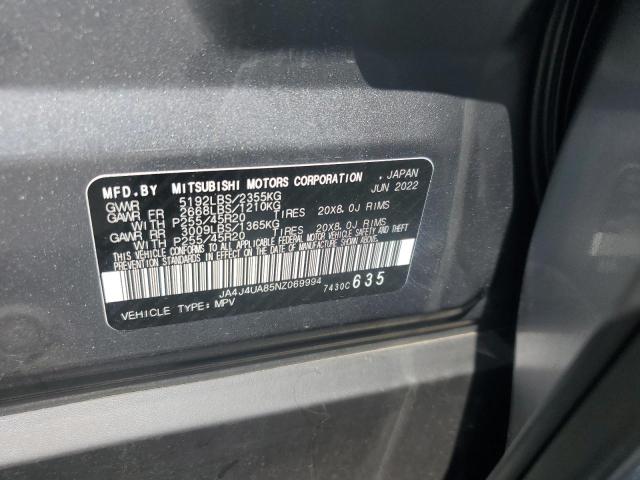 MFD.BY MITSUBISHI MOTORS CORPORATION , JAPAN
JUN 2022
GVWR 5192LBS/2355KG
GAWR FR 2668LBS/1210KG
WITH P255/45R20 TIRES 20X8.0J RIMS
GAWR RR 3009LBS/1365KG
WITH P255/45R20 TIRES 20X8.0J RIMS
THIS VEHICLE CONFORMS TO ALL APPLICABLE FEDERAL MOTOR VEHICLE SAFETY, BUMPER, AND THEFT
PREVENTION STANDARDS IN EFFECT ON THE DATE OF MANUFACTURE SHOWN ABOVE.
JA4J4UA85NZ069994 7430C 635
VEHICLE TYPE: MPV